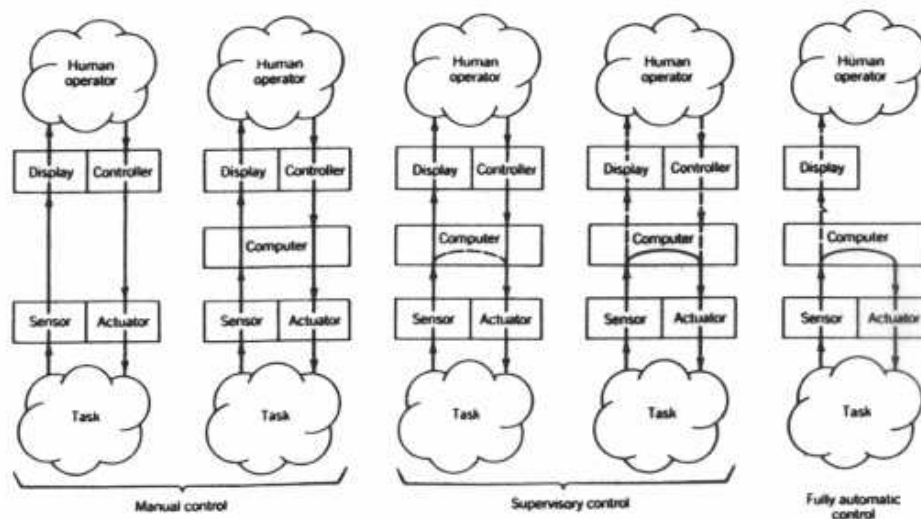 Human
operator
Human
operator
Human
operator
Human
operator
Human
operator
Display Controller
Display Controller
Display Controller
Display Controller
Display
Computer
Computer
Computer
Computer
Sensor Actuator
Sensor Actuator
Sensor Actuator
Sensor Actuator
Sensor Actuator
Task
Task
Task
Task
Task
Manual control
Supervisory control
Fully automatic
control